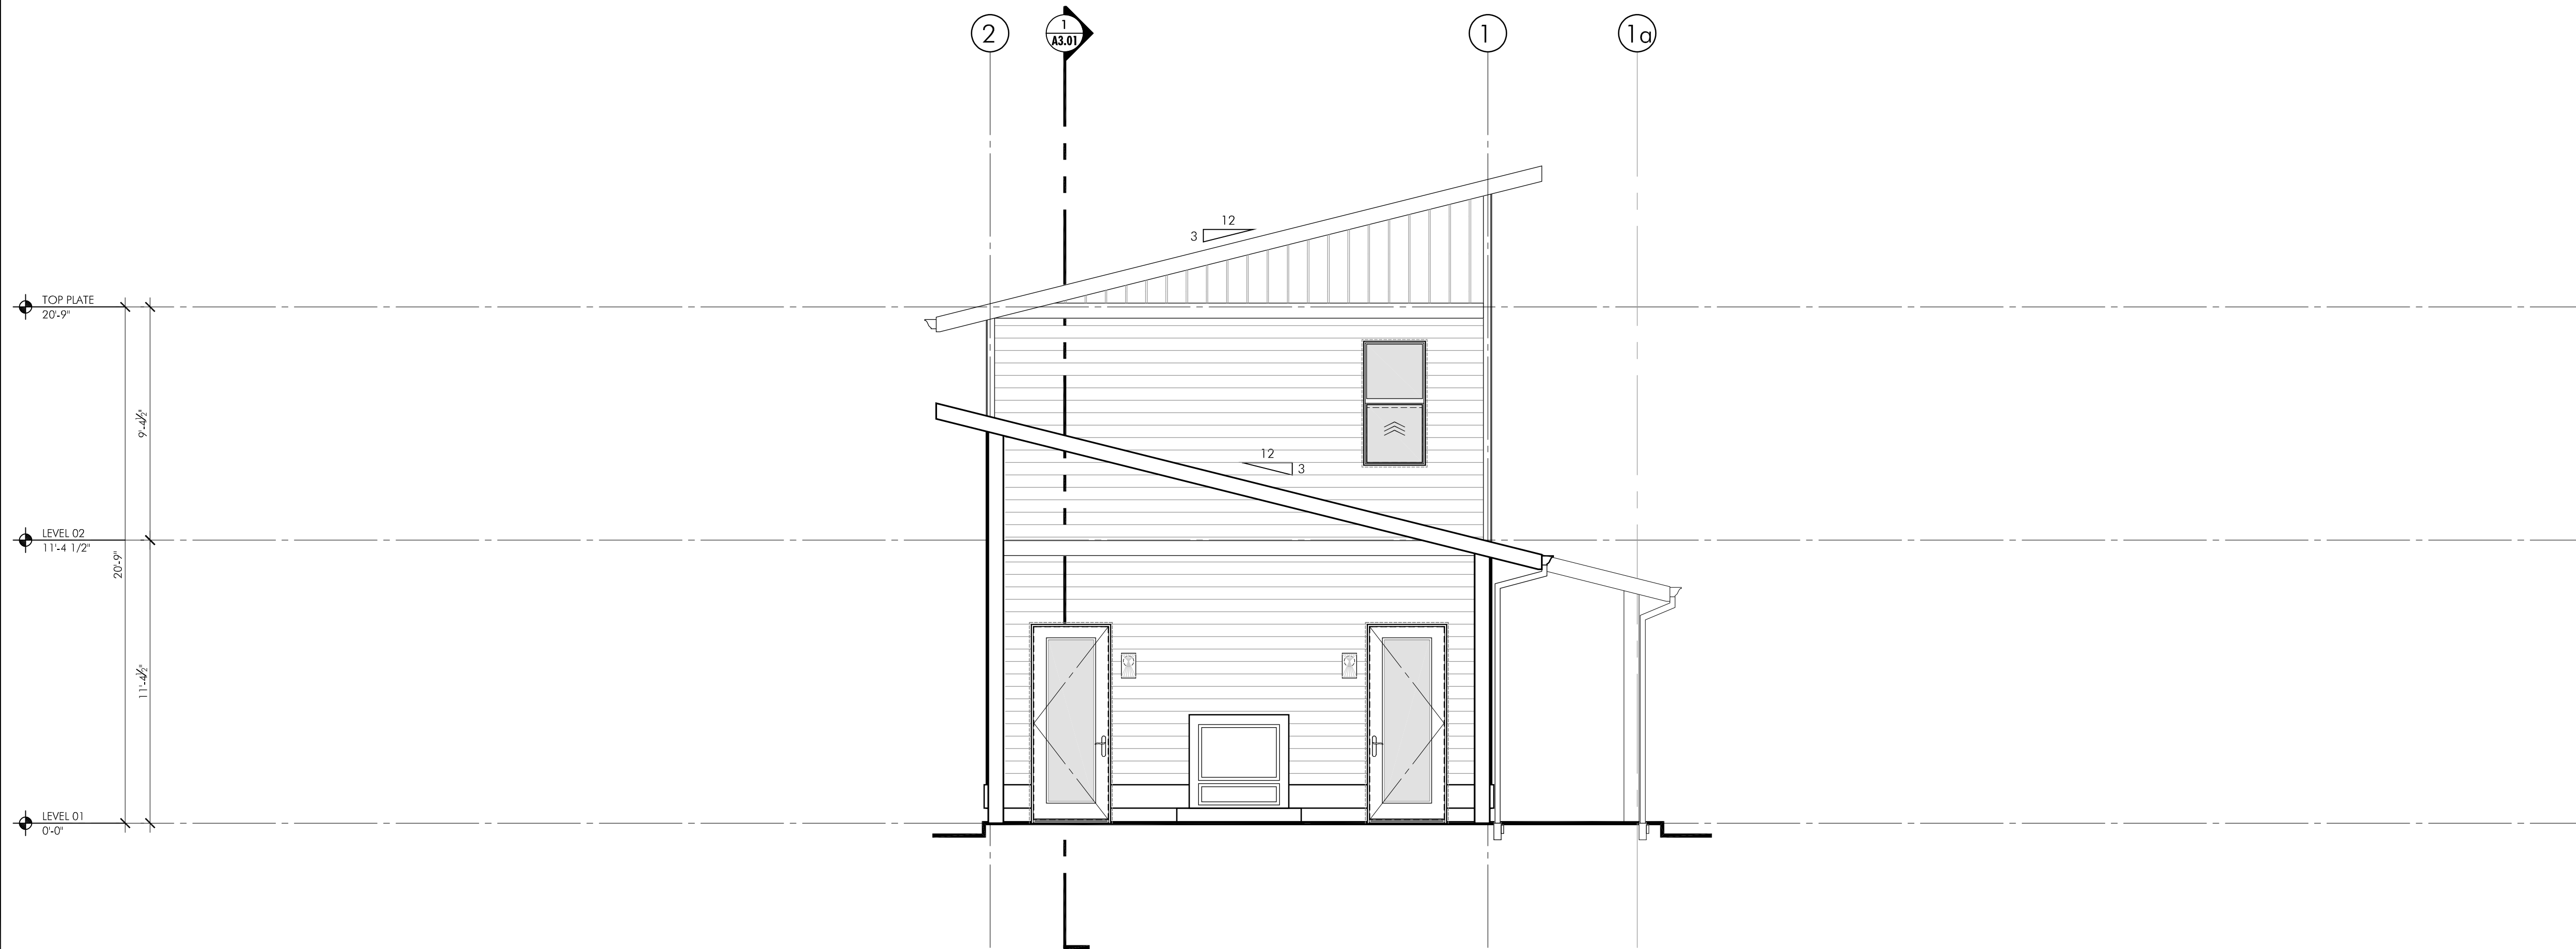 2
1
A3.01
1
1a
12
3
TOP PLATE
20'-9"
9'-4½"
12
3
LEVEL 02
11'-4 1/2"
20'-9"
11'-4½"
LEVEL 01
0'-0"